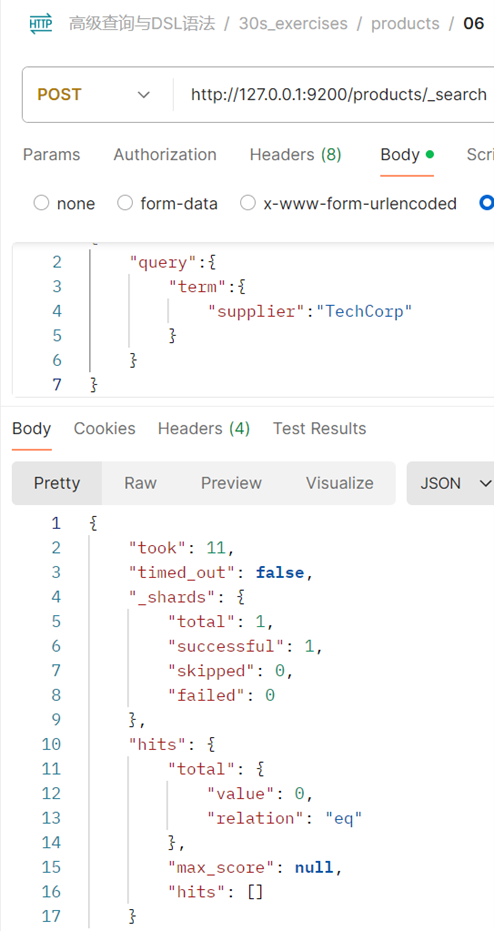 HTTP 高级查询与DSL语法 / 30s_exercises / products / 06
POST http://127.0.0.1:9200/products/_search
Params Authorization Headers (8) Body Scri
none form-data x-www-form-urlencoded
{
2 "query":{
3 "term":{
4 "supplier":"TechCorp"
5 }
6 }
7 }
Body Cookies Headers (4) Test Results
Pretty Raw Preview Visualize JSON
1 {
2 "took": 11,
3 "timed_out": false,
4 "_shards": {
5 "total": 1,
6 "successful": 1,
7 "skipped": 0,
8 "failed": 0
9 },
10 "hits": {
11 "total": {
12 "value": 0,
13 "relation": "eq"
14 },
15 "max_score": null,
16 "hits": []
17 }